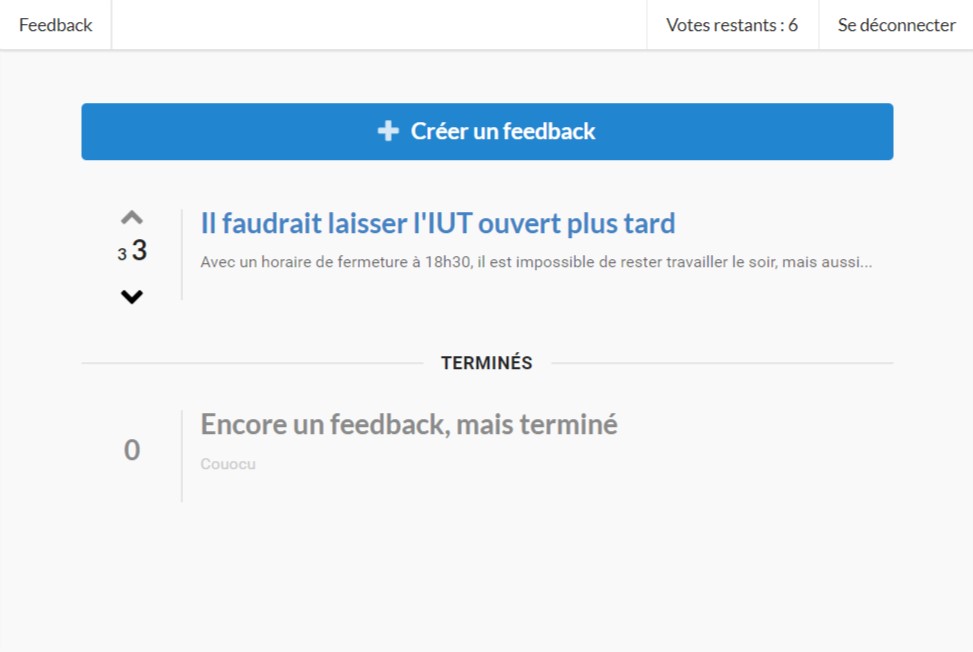 Feedback
Votes restants : 6
Se déconnecter
Créer un feedback
Il faudrait laisser l'IUT ouvert plus tard
3 3
Avec un horaire de fermeture à 18h30, il est impossible de rester travailler le soir, mais aussi...
TERMINÉS
Encore un feedback, mais terminé
0
Couocu